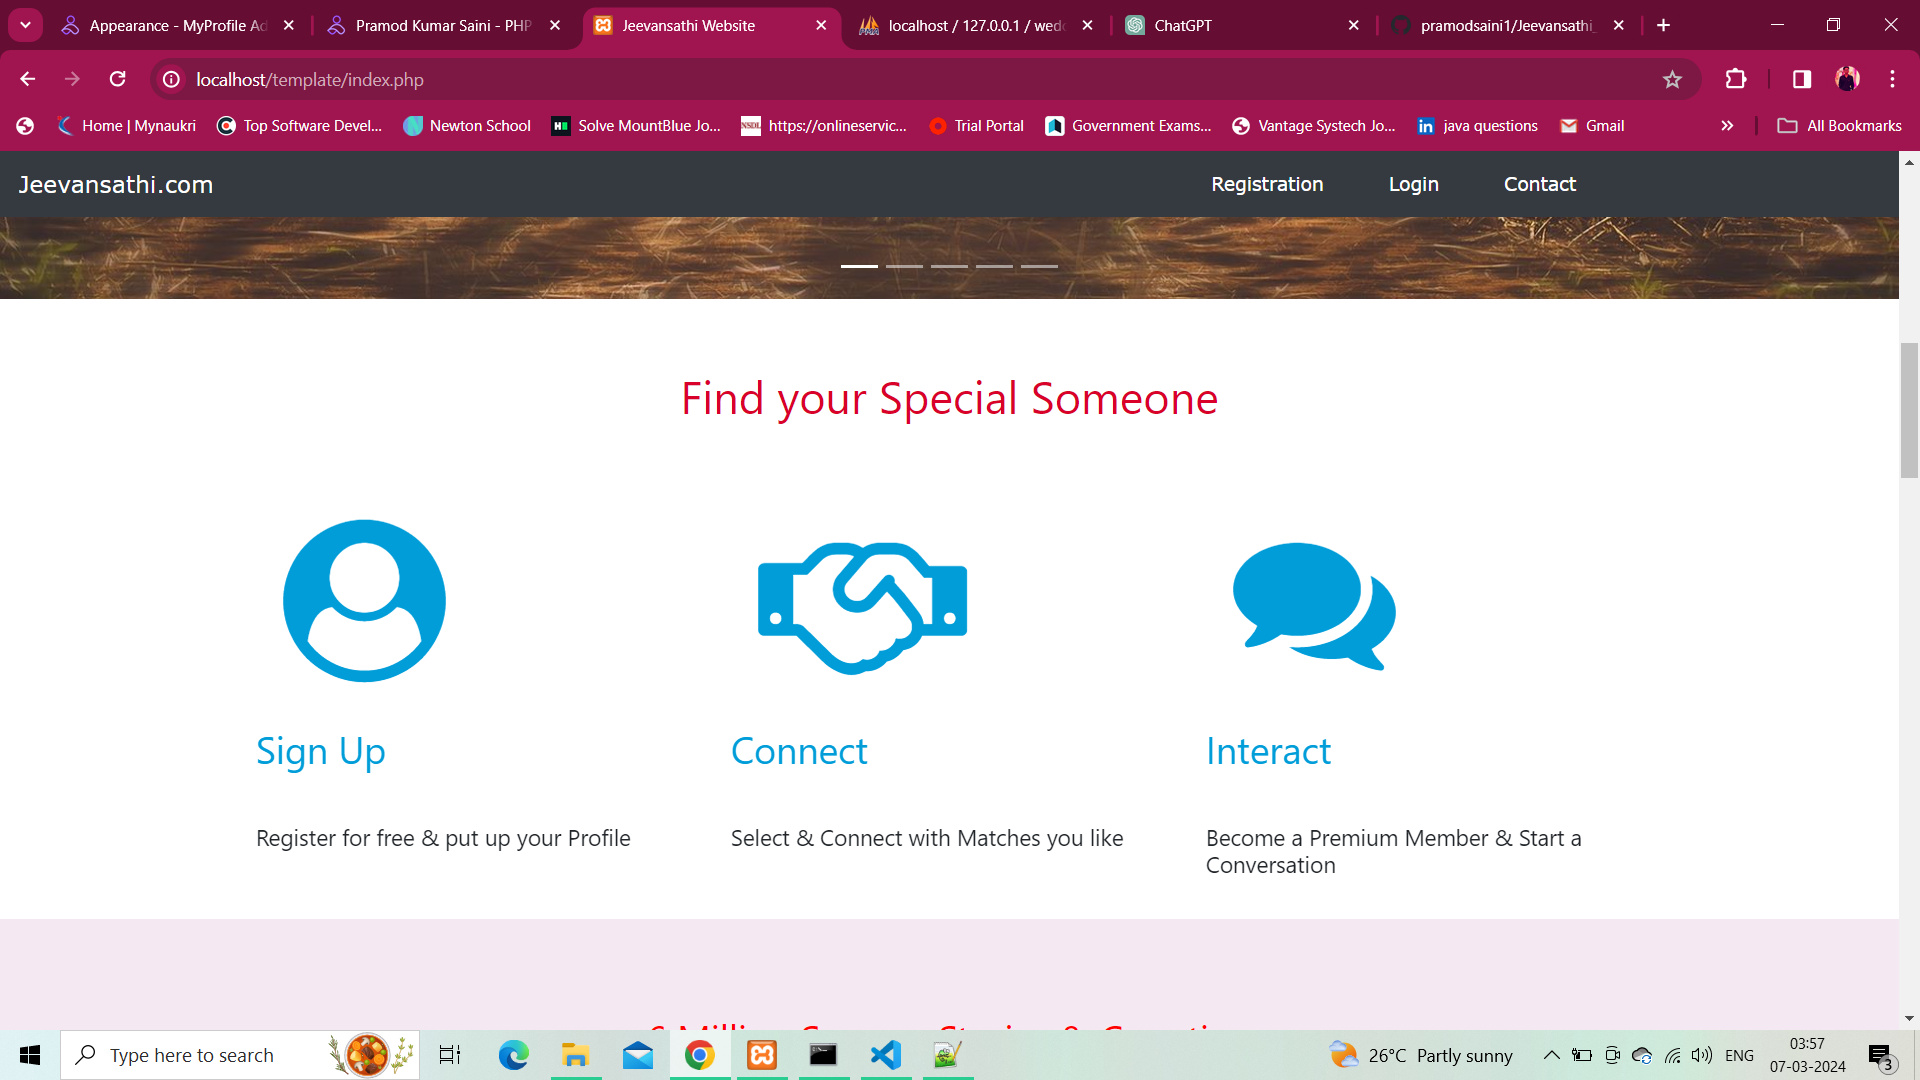 Appearance - MyProfile Ad
Pramod Kumar Saini - PHP
Jeevansathi Website
localhost / 127.0.0.1 / wedd
ChatGPT
pramodsaini1/Jeevansathi_
localhost/template/index.php
Home | Mynaukri
Top Software Devel...
Newton School
Solve MountBlue Jo...
NSDL
https://onlineservic...
Trial Portal
Government Exams...
Vantage Systech Jo...
java questions
Gmail
All Bookmarks
Jeevansathi.com
Registration
Login
Contact
Find your Special Someone
Sign Up
Connect
Interact
Register for free & put up your Profile
Select & Connect with Matches you like
Become a Premium Member & Start a
Conversation
Type here to search
26°C Partly sunny
ENG
03:57
07-03-2024
3